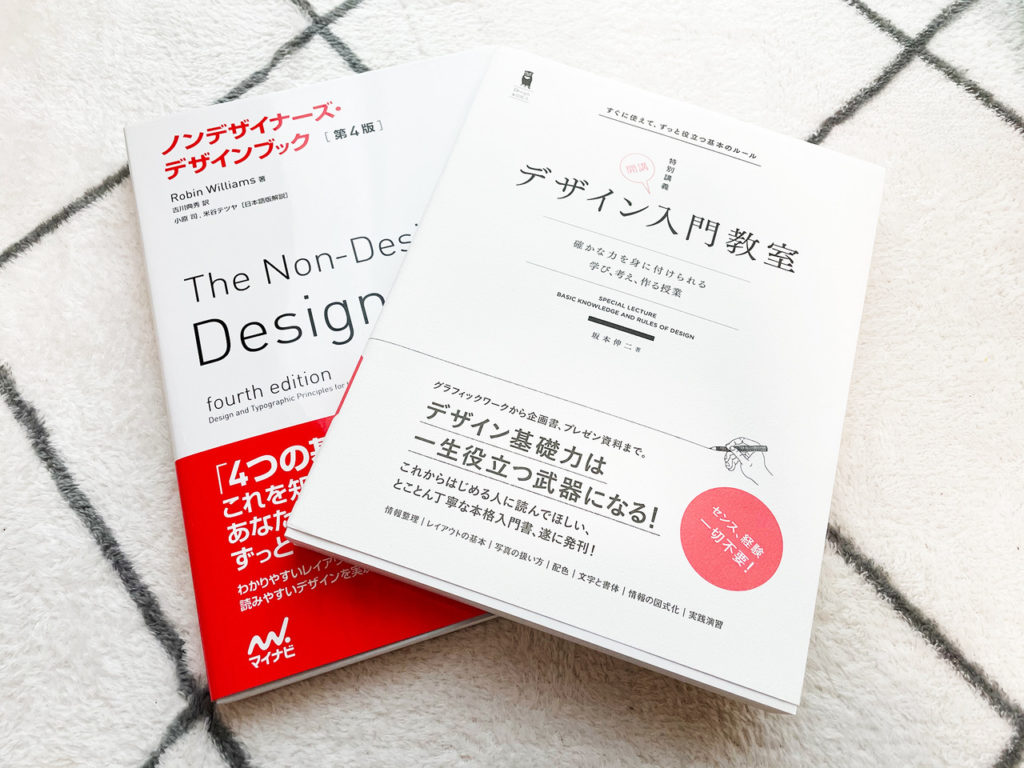 ノンデザイナーズ・
デザインブック [第4版]
Robin Williams 著
吉川典秀 訳
小原 司、米谷テツヤ [日本語版解説]
The Non-Desi
Design
fourth edition
Design and Typographic Principles for
「4つの基
これを知
あなた
ずっと
わかりやすいレイアウ
読みやすいデザインを実
マイナビ
すぐに使えて、ずっと役立つ基本のルール
開講
特別講義
デザイン入門教室
確かな力を身に付けられる
学び、考え、作る授業
SPECIAL LECTURE
BASIC KNOWLEDGE AND RULES OF DESIGN
坂本伸二 著
グラフィックワークから企画書、プレゼン資料まで。
デザイン基礎力は
一生役立つ武器になる!
これからはじめる人に読んでほしい、
とことん丁寧な本格入門書、遂に発刊!
情報整理|レイアウトの基本|写真の扱い方|配色|文字と書体|情報の図式化|実践演習
センス、経験
一切不要!